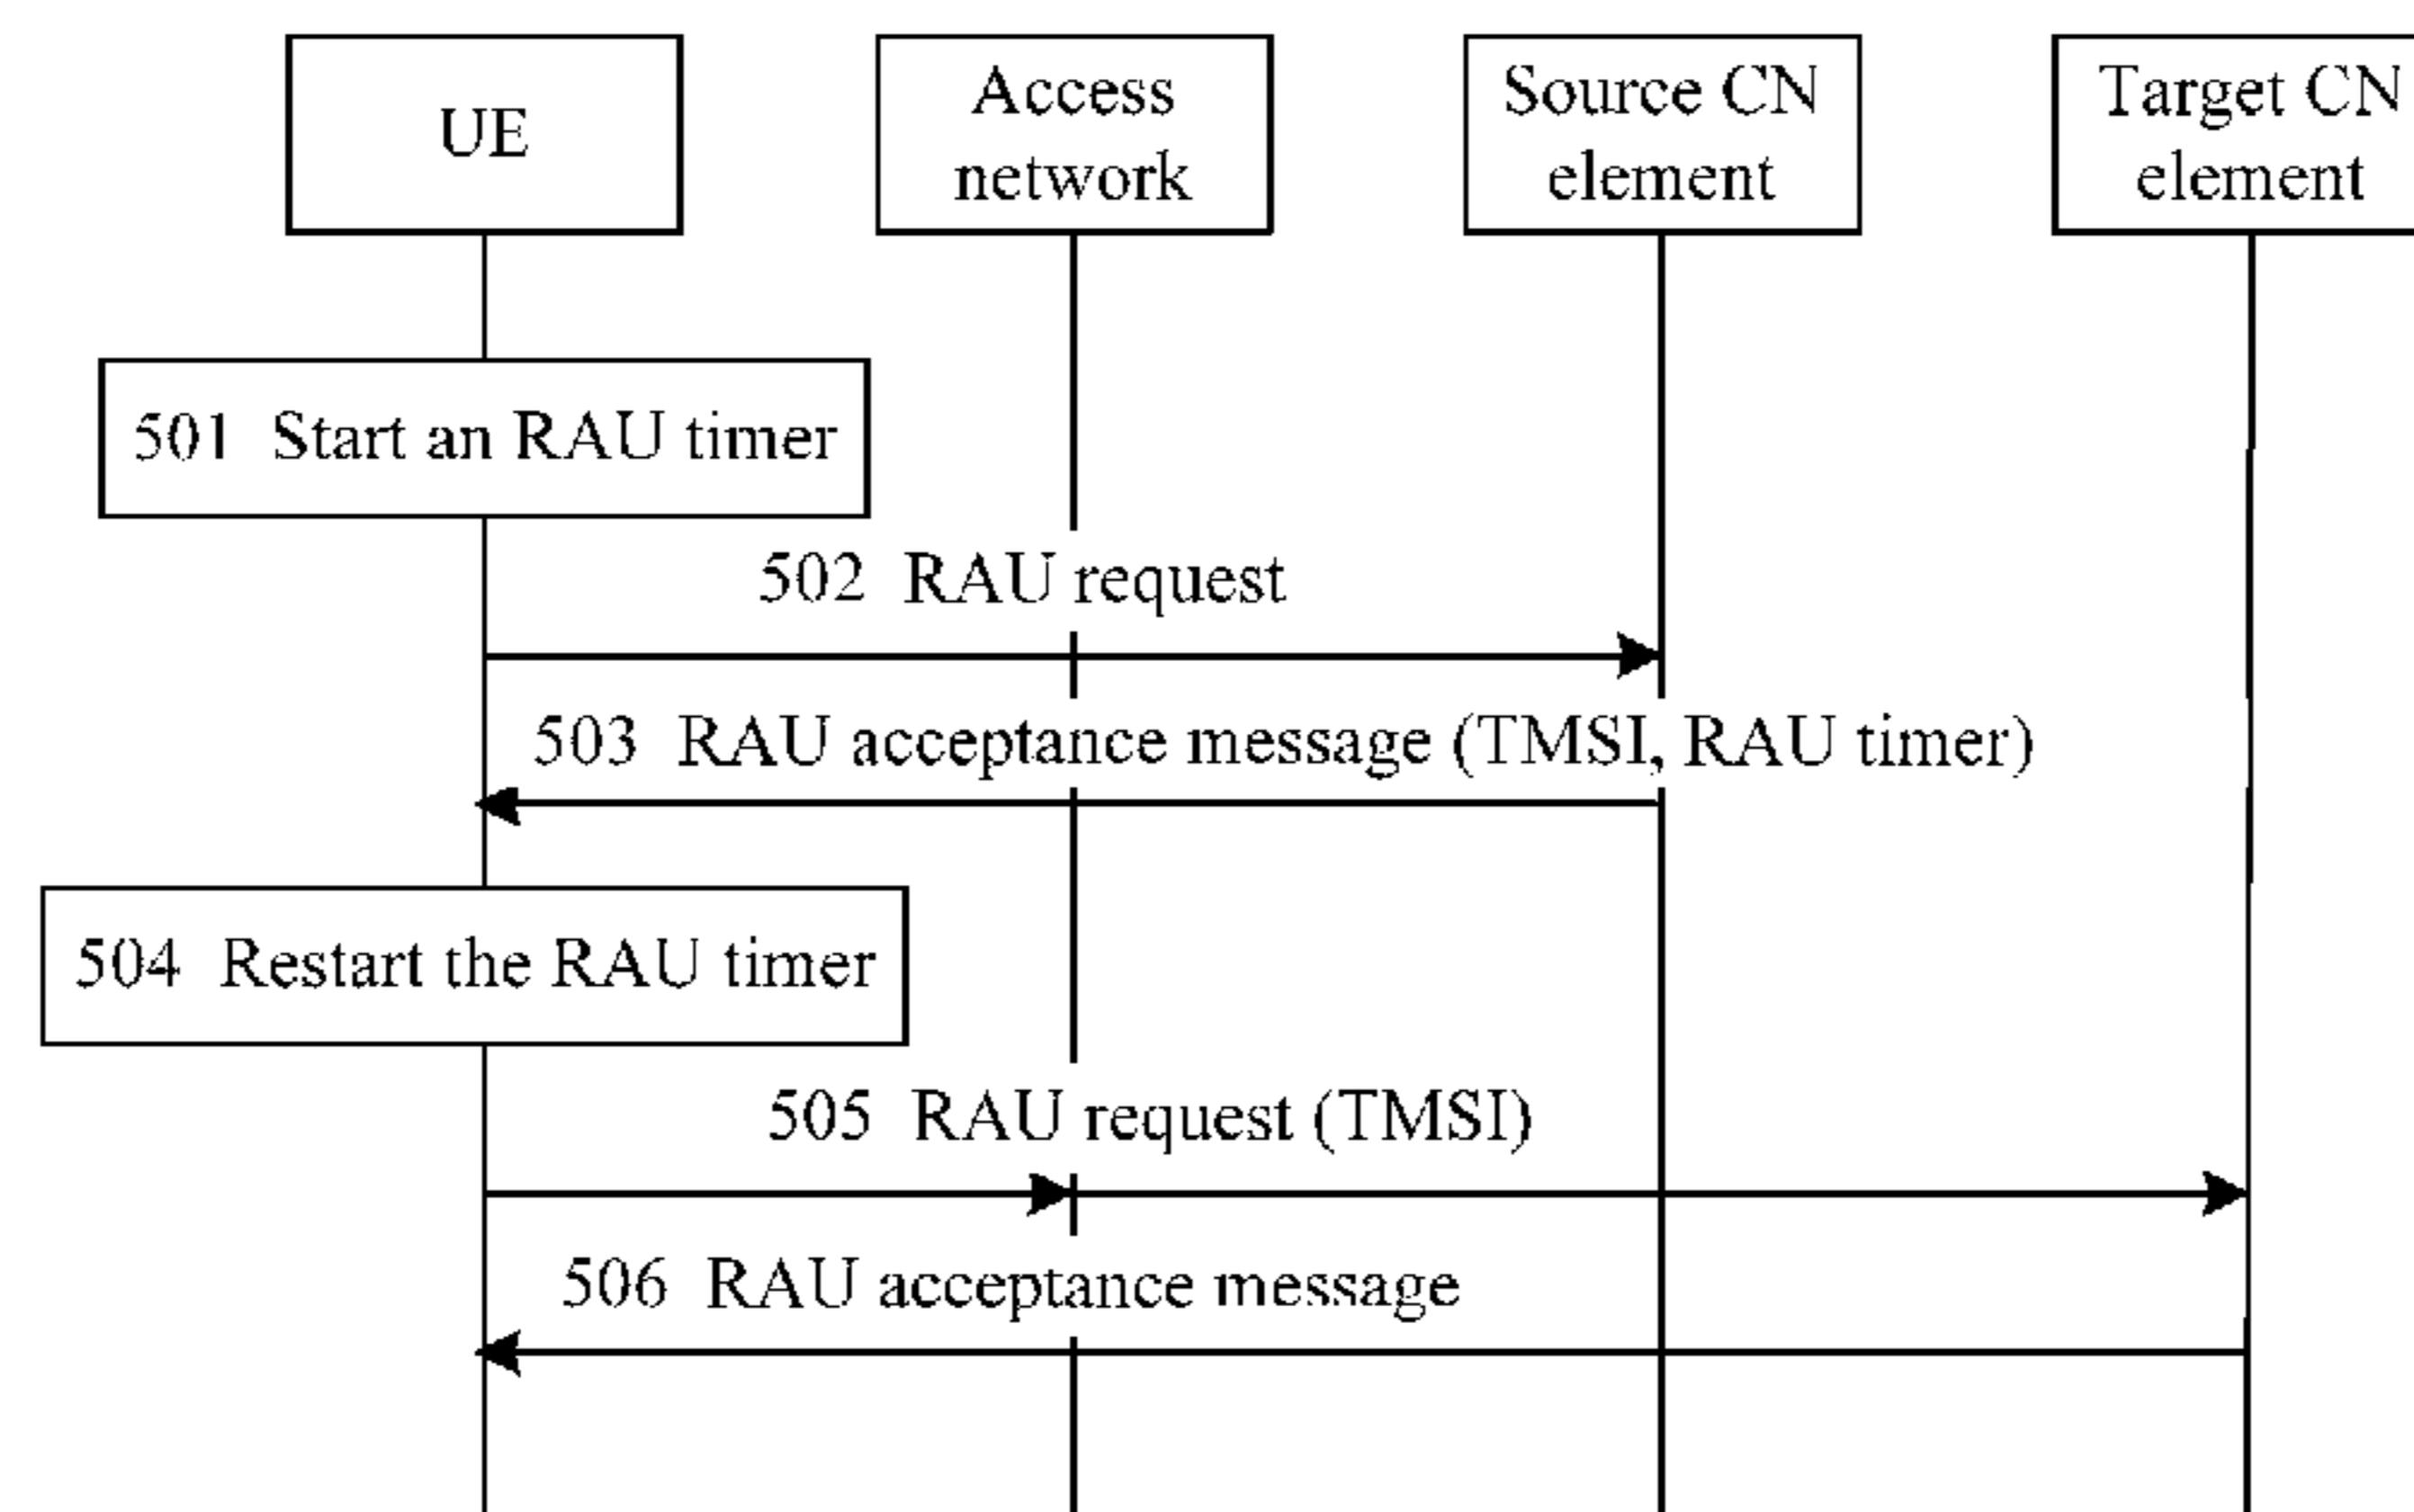 UE
Access
network
Source CN
element
Target CN
element
501 Start an RAU timer
502 RAU request
503 RAU acceptance message (TMSI, RAU timer)
504 Restart the RAU timer
505 RAU request (TMSI)
506 RAU acceptance message